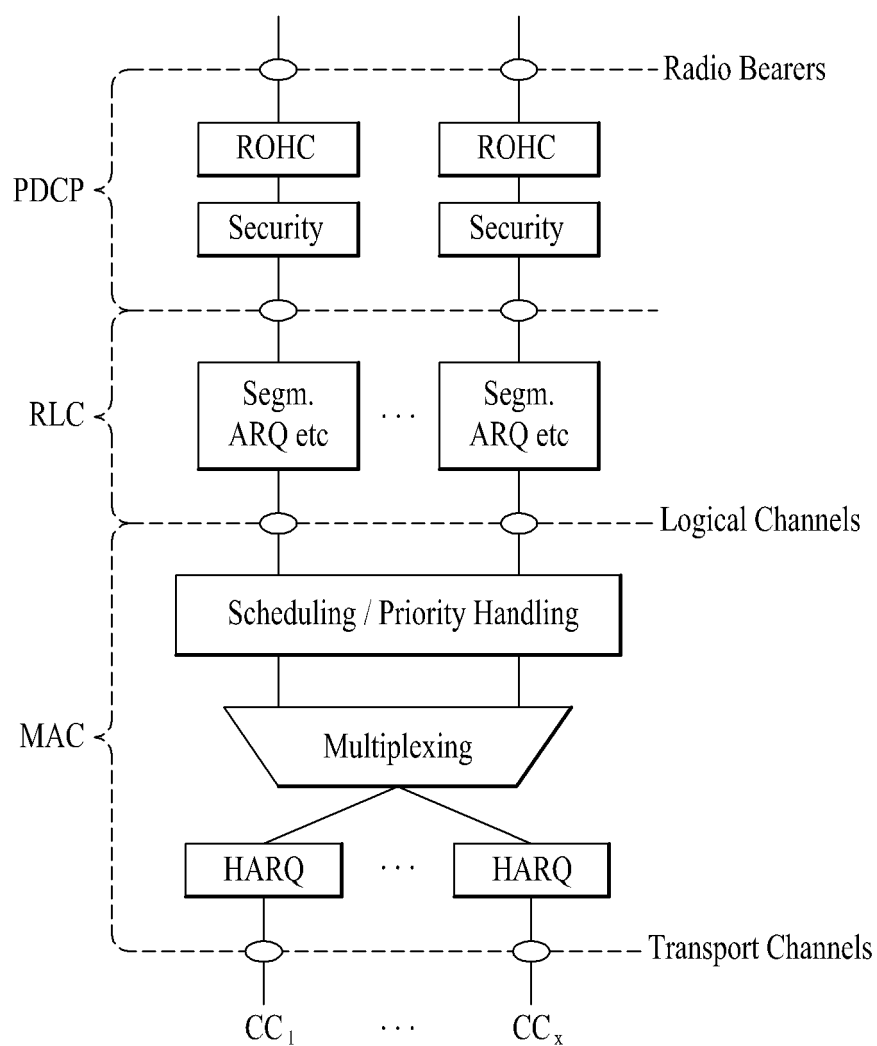 Radio Bearers
ROHC ROHC
PDCP
Security Security
Segm. ARQ etc ... Segm. ARQ etc
RLC
Logical Channels
Scheduling / Priority Handling
MAC
Multiplexing
HARQ ... HARQ
Transport Channels
CC₁ ... CCₓ